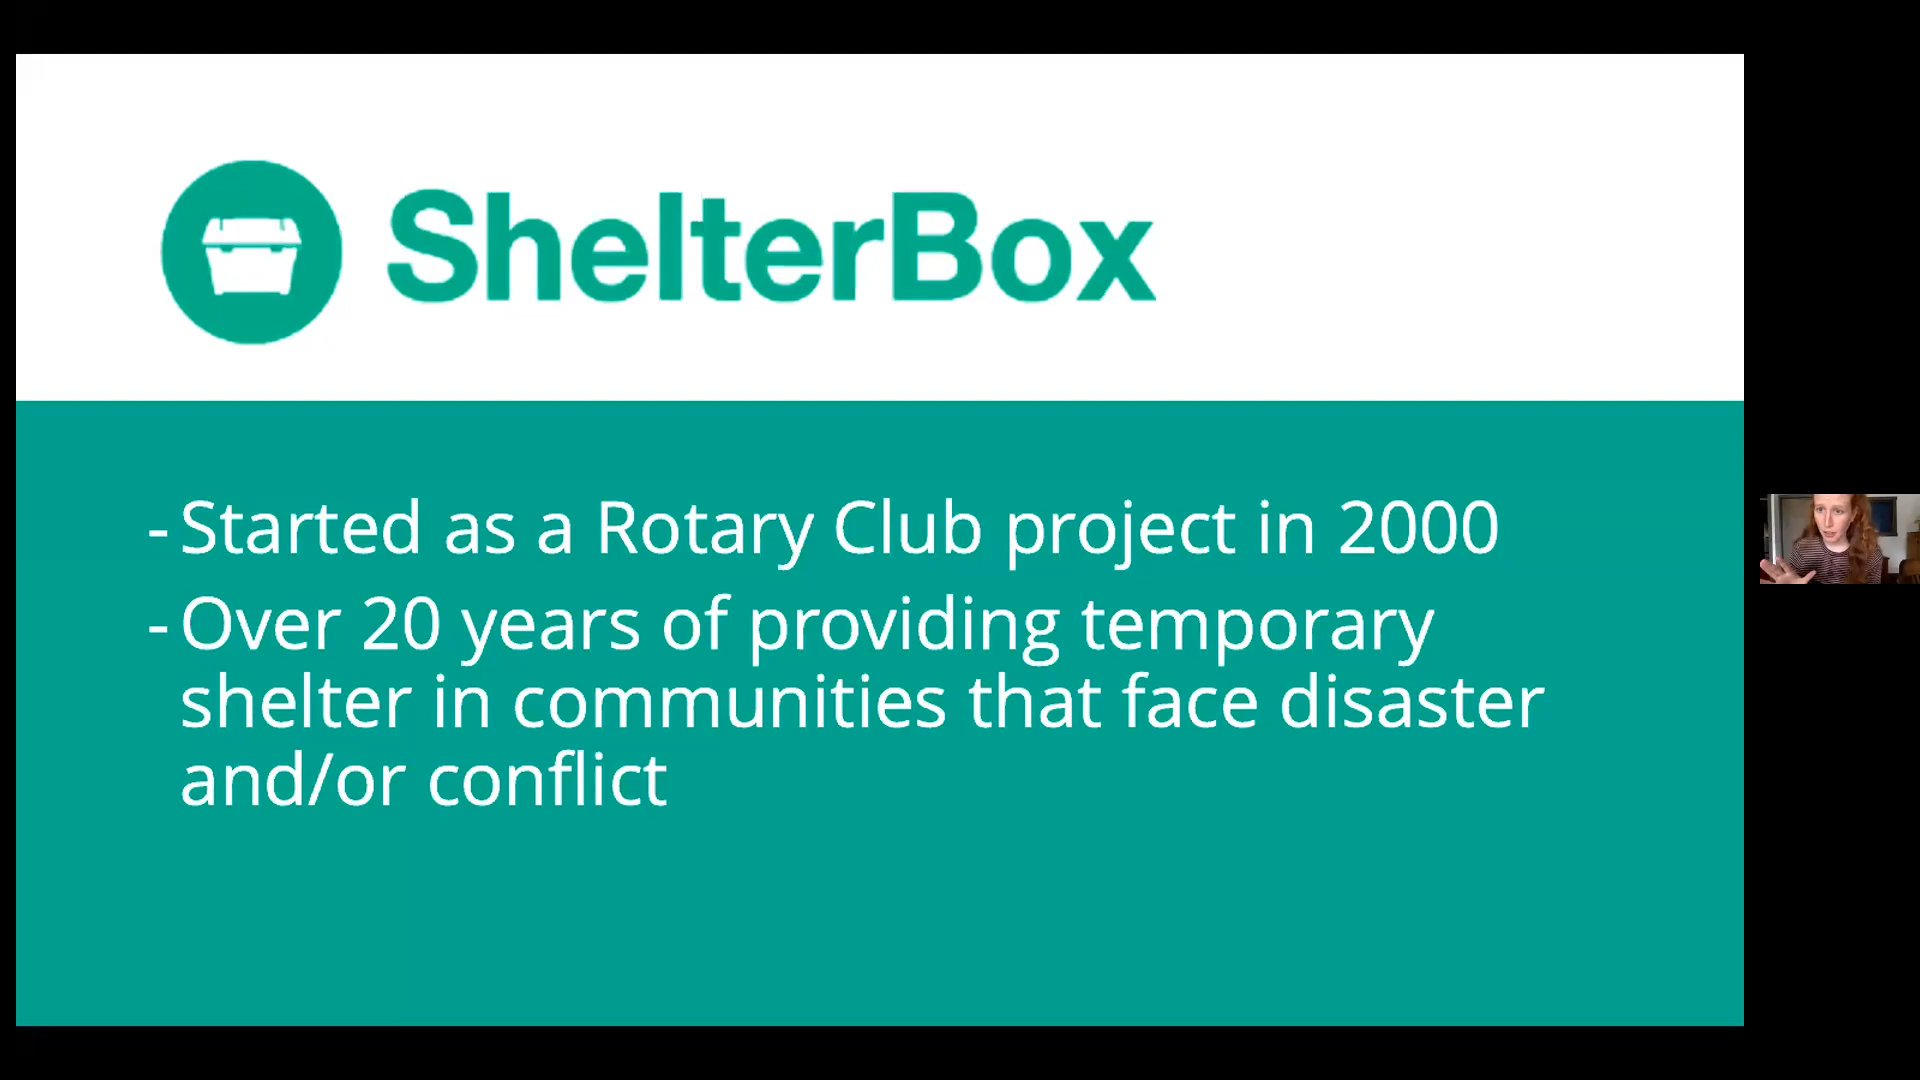 ShelterBox
- Started as a Rotary Club project in 2000
- Over 20 years of providing temporary
shelter in communities that face disaster
and/or conflict